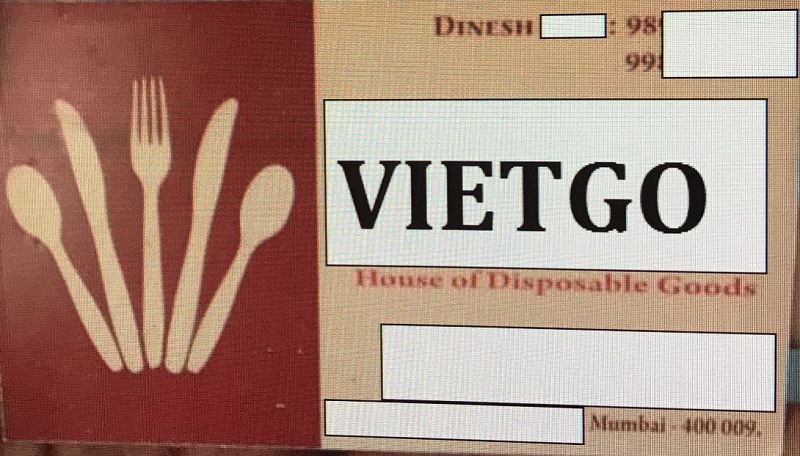 DINESH : 98
99
VIETGO
House of Disposable Goods
Mumbai - 400 009.